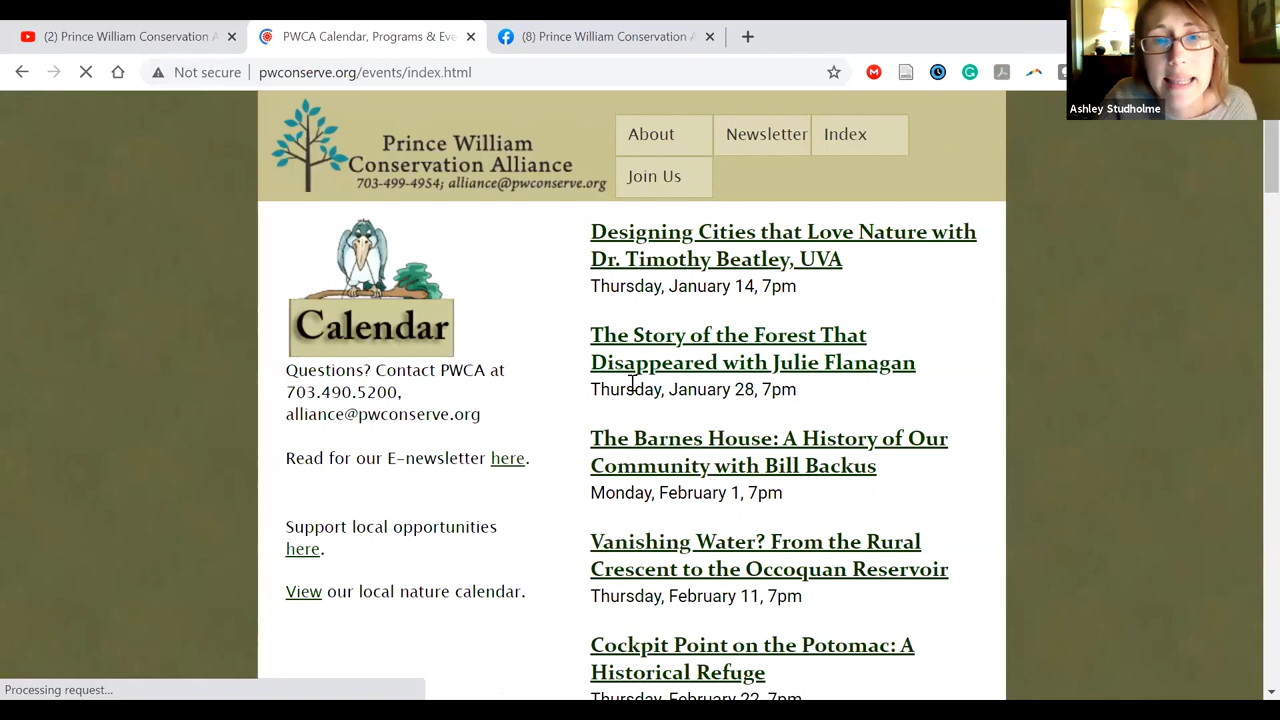 (2) Prince William Conservation A
PWCA Calendar, Programs & Eve
(8) Prince William Conservation A
Not secure
pwconserve.org/events/index.html
Ashley Studholme
Prince William
Conservation Alliance
703-499-4954; alliance@pwconserve.org
About
Newsletter
Index
Join Us
Calendar
Questions? Contact PWCA at
703.490.5200,
alliance@pwconserve.org
Read for our E-newsletter here.
Support local opportunities
here.
View our local nature calendar.
Designing Cities that Love Nature with
Dr. Timothy Beatley, UVA
Thursday, January 14, 7pm
The Story of the Forest That
Disappeared with Julie Flanagan
Thursday, January 28, 7pm
The Barnes House: A History of Our
Community with Bill Backus
Monday, February 1, 7pm
Vanishing Water? From the Rural
Crescent to the Occoquan Reservoir
Thursday, February 11, 7pm
Cockpit Point on the Potomac: A
Historical Refuge
Thursday, February 22, 7pm
Processing request...